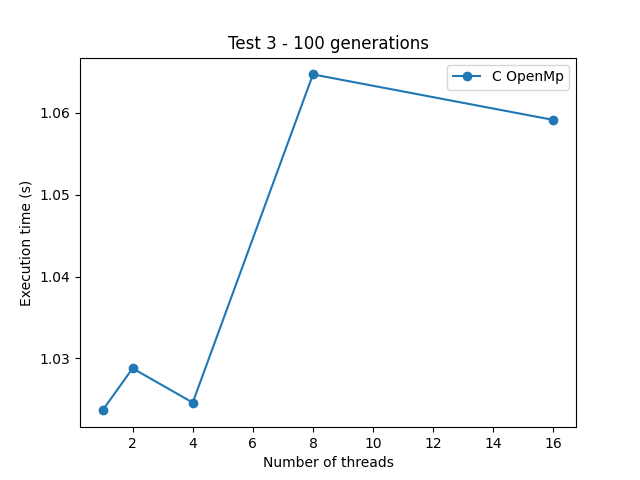 Test 3 - 100 generations
C OpenMp
1.06
1.05
1.04
1.03
Execution time (s)
2 4 6 8 10 12 14 16
Number of threads